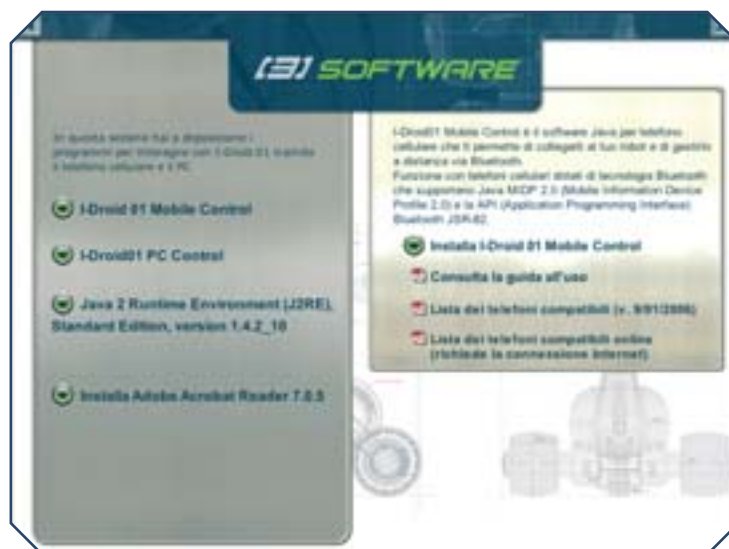 [3] SOFTWARE
In questa sezione hai a disposizione i
programmi per interagire con I-Droid 01 tramite
il telefono cellulare e il PC.
I-Droid 01 Mobile Control
I-Droid01 PC Control
Java 2 Runtime Environment (J2RE),
Standard Edition, version 1.4.2_10
Installa Adobe Acrobat Reader 7.0.5
I-Droid01 Mobile Control è il software Java per telefono
cellulare che ti permette di collegarti al tuo robot e di gestirlo
a distanza via Bluetooth.
Funziona con telefoni cellulari dotati di tecnologia Bluetooth
che supportano Java MIDP 2.0 (Mobile Information Device
Profile 2.0) e la API (Application Programming Interface)
Bluetooth JSR-82.
Installa I-Droid 01 Mobile Control
Consulta la guida all'uso
Lista dei telefoni compatibili (v. 9/01/2006)
Lista dei telefoni compatibili online
(richiede la connessione Internet)